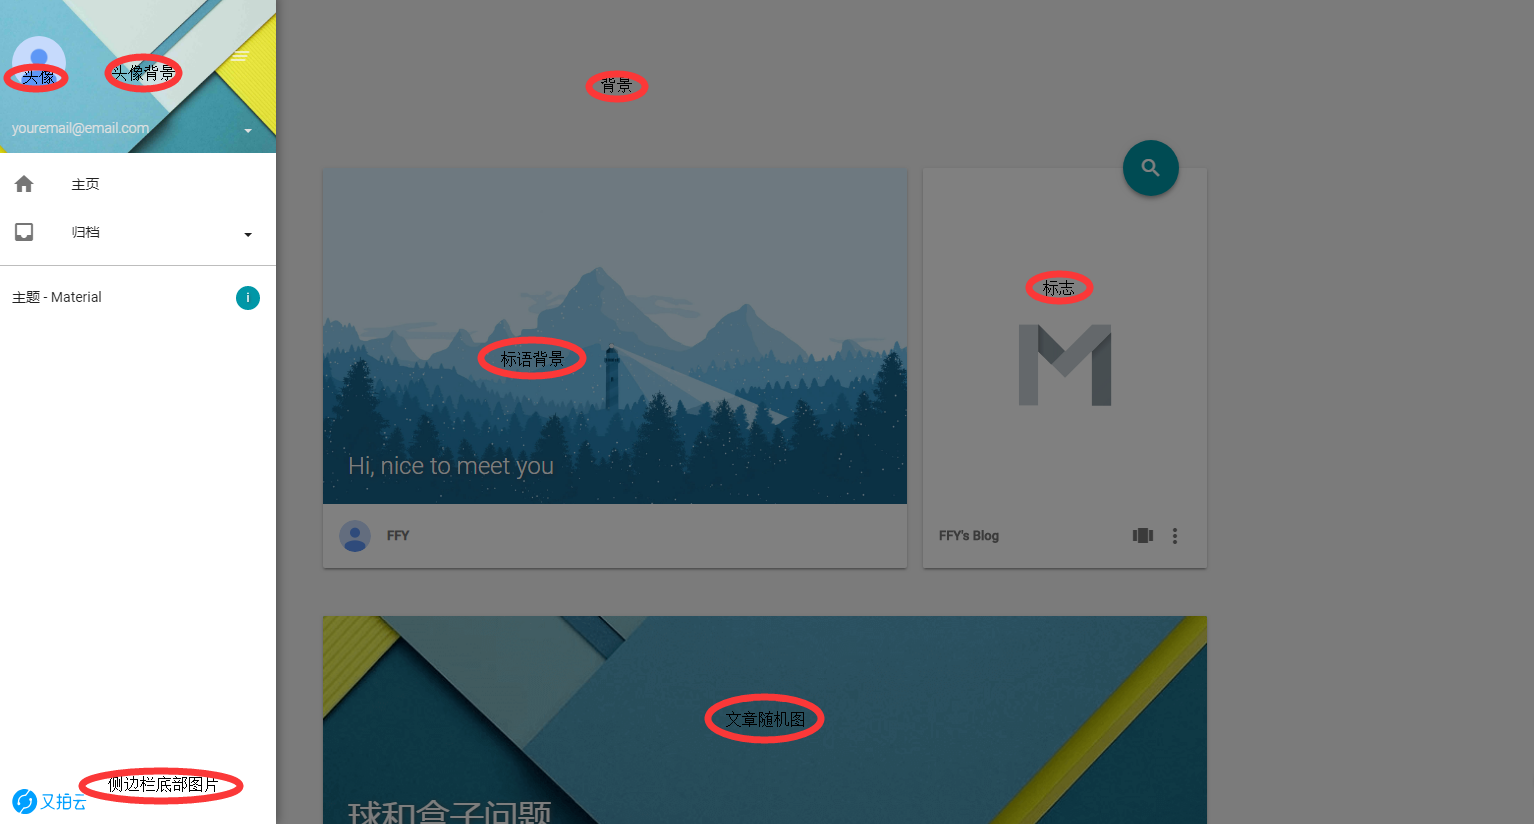 头像
头像背景
youremail@email.com
主页
归档
主题 - Material
i
侧边栏底部图片
又拍云
背景
标语背景
Hi, nice to meet you
FFY
标志
FFY's Blog
文章随机图
球和盒子问题